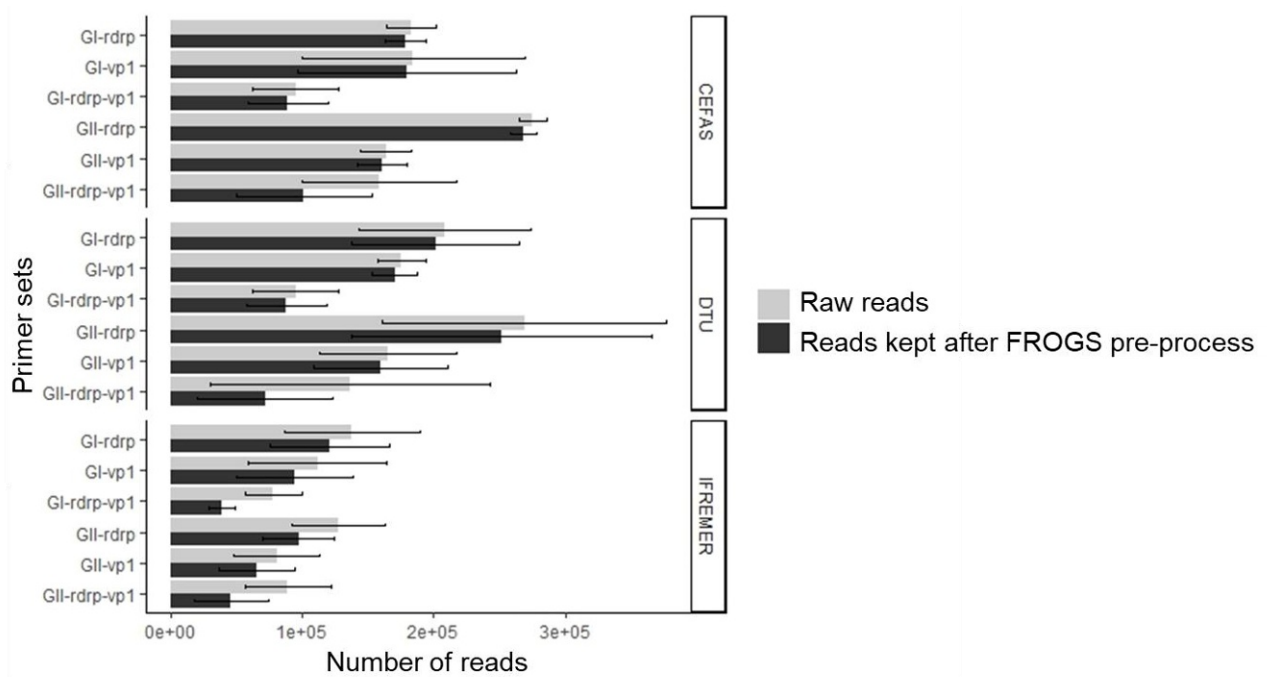 Primer sets
GI-rdrp
GI-vp1
GI-rdrp-vp1
GII-rdrp
GII-vp1
GII-rdrp-vp1
CEFAS
GI-rdrp
GI-vp1
GI-rdrp-vp1
GII-rdrp
GII-vp1
GII-rdrp-vp1
DTU
GI-rdrp
GI-vp1
GI-rdrp-vp1
GII-rdrp
GII-vp1
GII-rdrp-vp1
IFREMER
0e+00 1e+05 2e+05 3e+05
Number of reads
Raw reads
Reads kept after FROGS pre-process